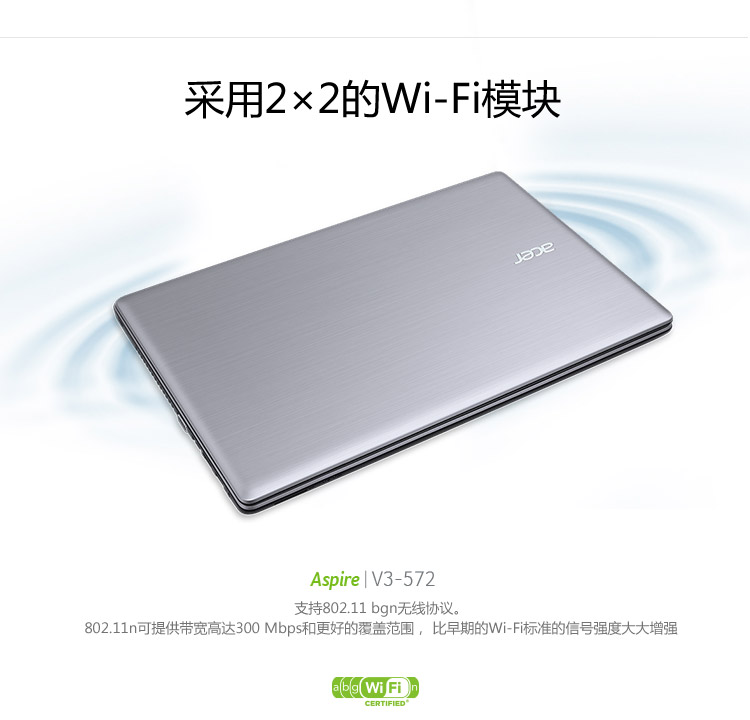 采用2×2的Wi-Fi模块
acer
Aspire | V3-572
支持802.11 bgn无线协议。
802.11n可提供带宽高达300 Mbps和更好的覆盖范围 ，比早期的Wi-Fi标准的信号强度大大增强
a b g Wi Fi n
CERTIFIED®